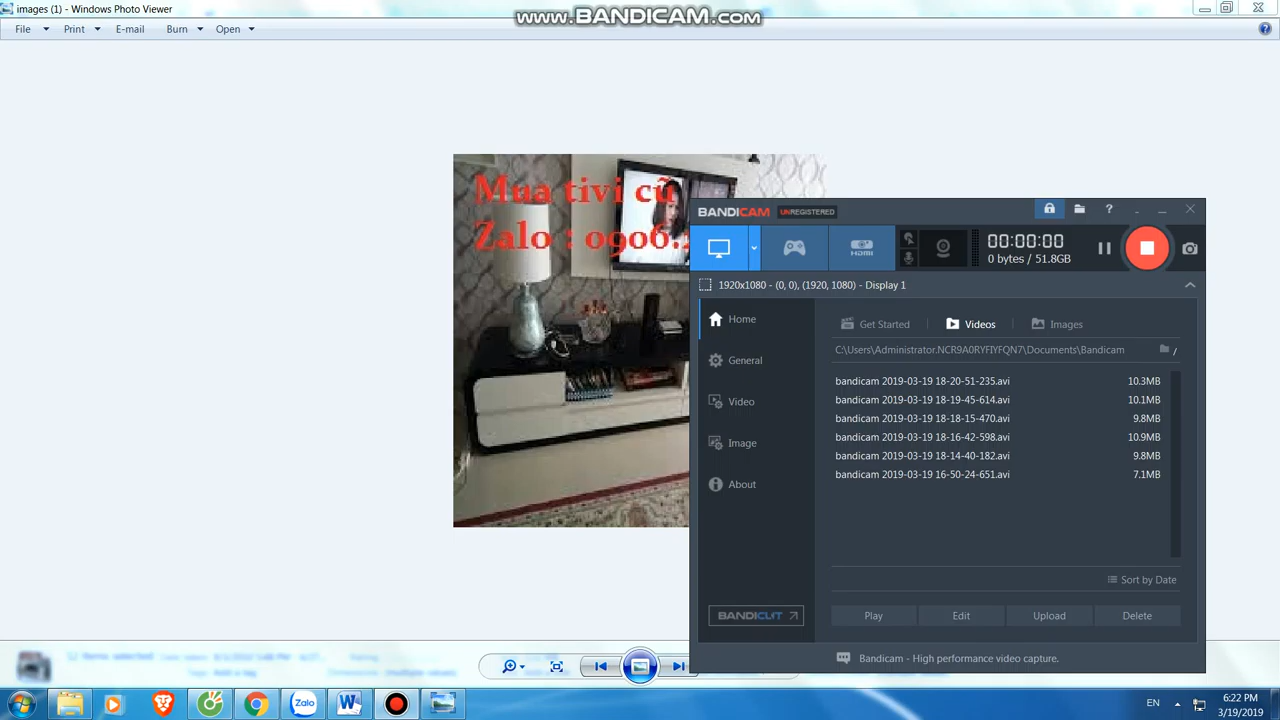 images (1) - Windows Photo Viewer
www.BANDICAM.com
File Print E-mail Burn Open
Mua tivi cũ
Zalo : 0906.
BANDICAM UNREGISTERED
00:00:00
0 bytes / 51.8GB
HDMI
1920x1080 - (0, 0), (1920, 1080) - Display 1
Home
General
Video
Image
About
Get Started Videos Images
C:\Users\Administrator.NCR9A0RYFIYFQN7\Documents\Bandicam
bandicam 2019-03-19 18-20-51-235.avi 10.3MB
bandicam 2019-03-19 18-19-45-614.avi 10.1MB
bandicam 2019-03-19 18-18-15-470.avi 9.8MB
bandicam 2019-03-19 18-16-42-598.avi 10.9MB
bandicam 2019-03-19 18-14-40-182.avi 9.8MB
bandicam 2019-03-19 16-50-24-651.avi 7.1MB
Sort by Date
BANDICUT
Play Edit Upload Delete
Bandicam - High performance video capture.
Zalo
EN
6:22 PM
3/19/2019